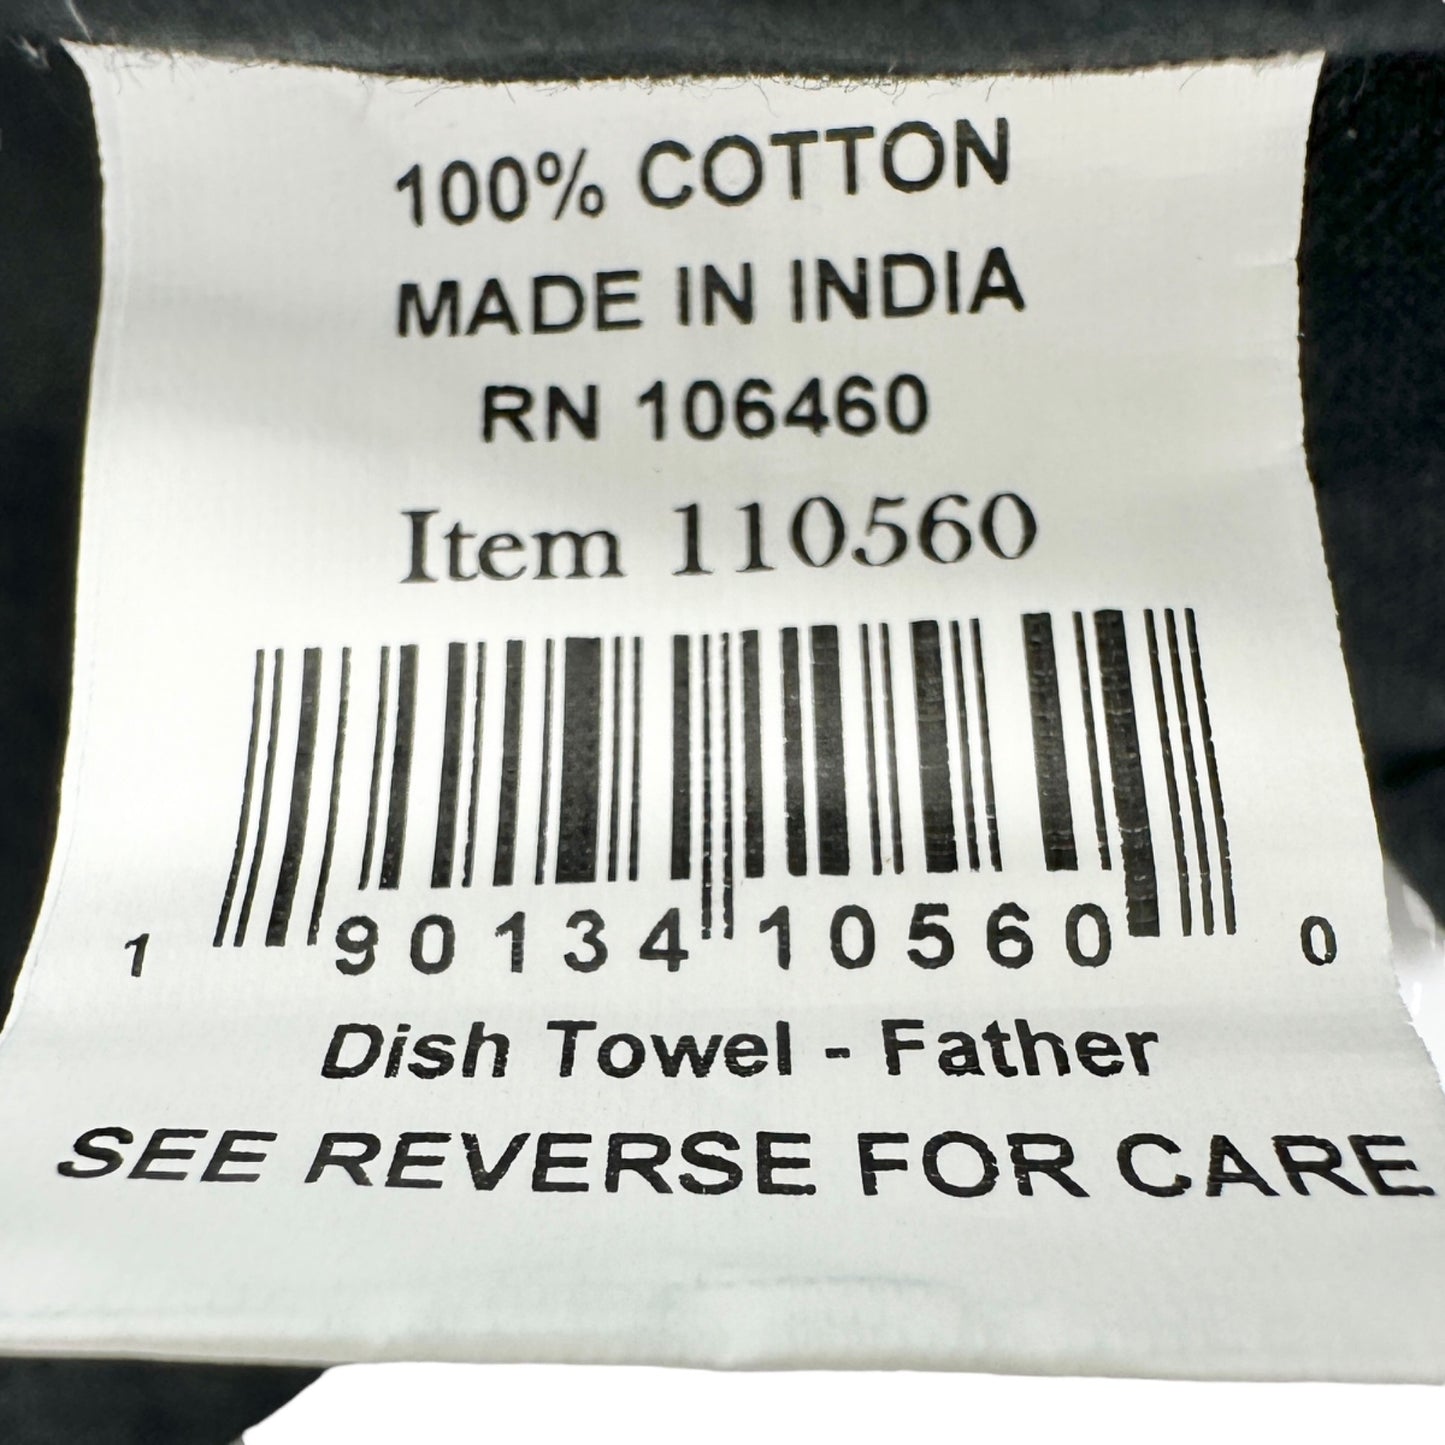 100% COTTON
MADE IN INDIA
RN 106460
Item 110560
1 90134 10560 0
Dish Towel - Father
SEE REVERSE FOR CARE